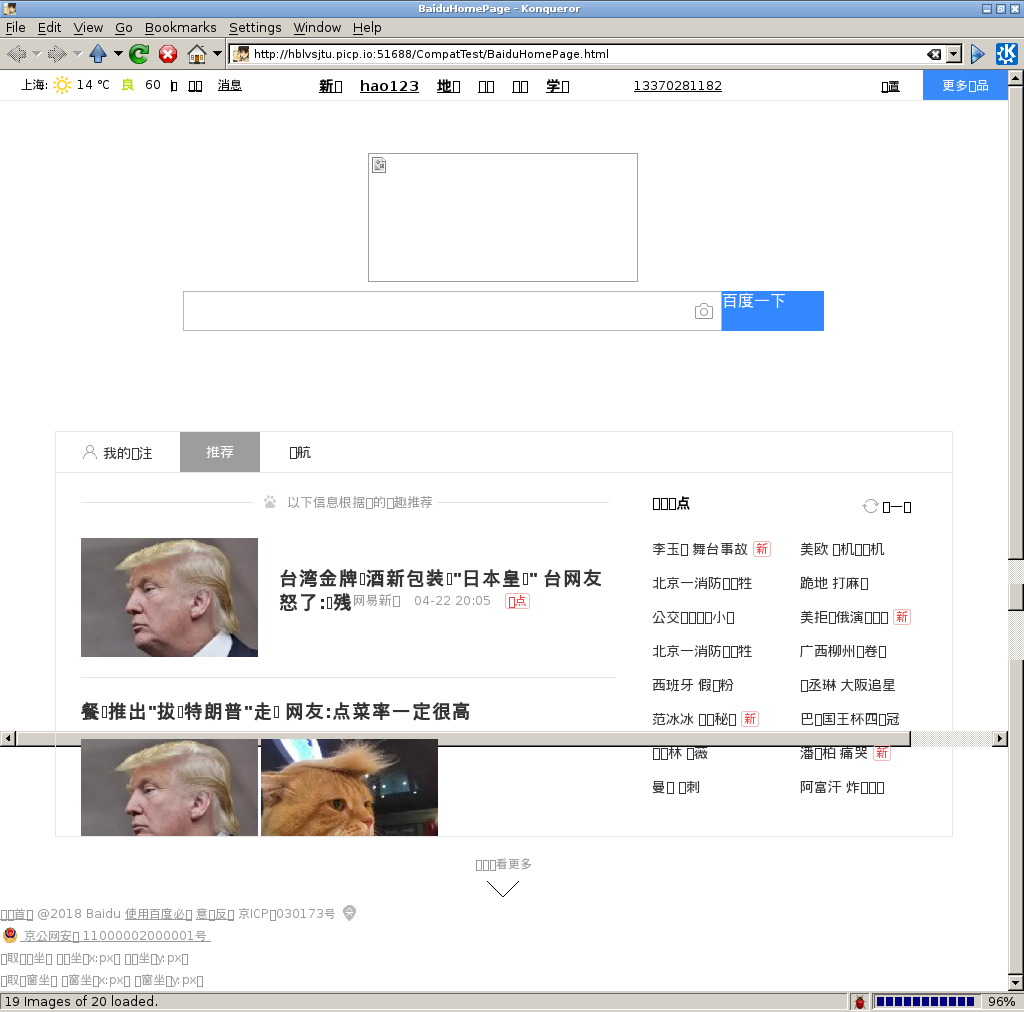 BaiduHomePage - Konqueror
File Edit View Go Bookmarks Settings Window Help
http://hblvsjtu.picp.io:51688/CompatTest/BaiduHomePage.html
上海: 14 ℃ 良 60 消息 新▯ hao123 地▯ ▯▯ ▯▯ 学▯ 13370281182 ▯置 更多▯品
百度一下
我的▯注 推荐 ▯航
以下信息根据▯的▯趣推荐
▯▯▯点 ▯一▯
台湾金牌▯酒新包装▯"日本皇▯" 台网友
怒了:▯残 网易新▯ 04-22 20:05 ▯点
李玉▯ 舞台事故 新 美欧 ▯机▯▯机
北京一消防▯▯牲 跪地 打麻▯
公交▯▯▯▯小▯ 美拒▯俄演▯▯▯ 新
北京一消防▯▯牲 广西柳州▯卷▯
西班牙 假▯粉 ▯丞琳 大阪追星
范冰冰 ▯▯秘▯ 新 巴▯国王杯四▯冠
▯▯林 ▯薇 潘▯柏 痛哭 新
曼▯ ▯刺 阿富汗 炸▯▯▯
餐▯推出"拔▯特朗普"走▯ 网友:点菜率一定很高
▯▯▯看更多
▯▯首▯ @2018 Baidu 使用百度必▯ 意▯反▯ 京ICP▯030173号
京公网安▯ 11000002000001号
▯取▯▯坐▯ ▯▯坐▯x:px▯ ▯▯坐▯y:px▯
▯取▯窗坐▯ ▯窗坐▯x:px▯ ▯窗坐▯y:px▯
19 Images of 20 loaded. 96%